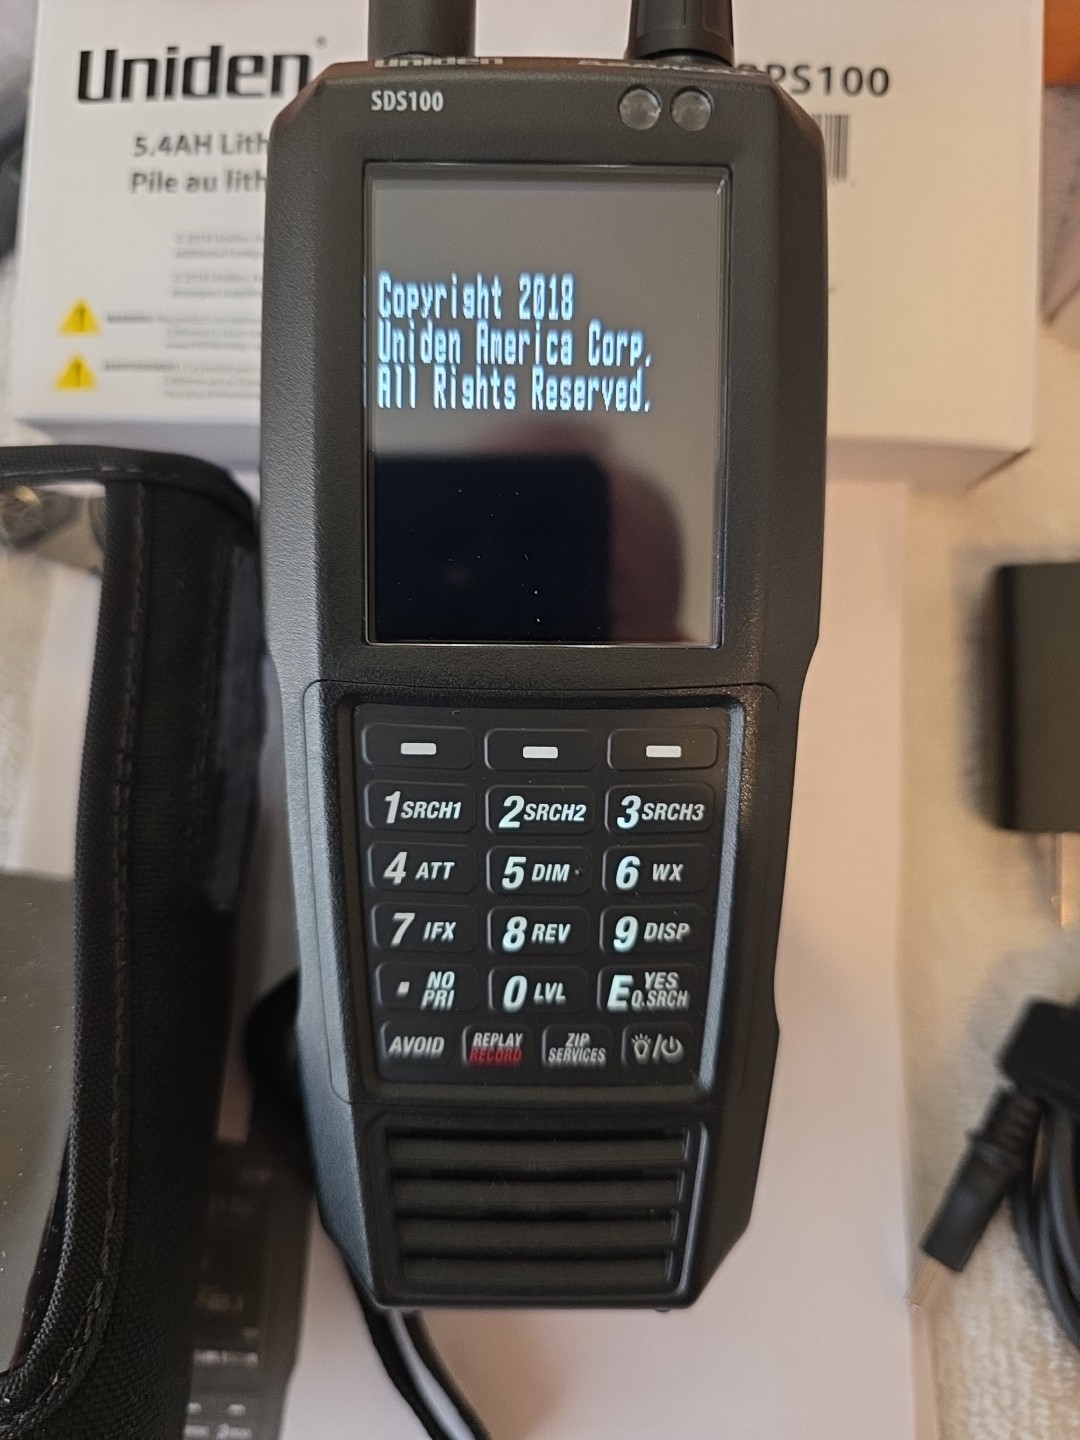 Uniden®
5.4AH Lith
Pile au lith
Uniden
SDS100
PS100
Copyright 2018
Uniden America Corp.
All Rights Reserved.
1 SRCH1 2 SRCH2 3 SRCH3
4 ATT 5 DIM 6 WX
7 IFX 8 REV 9 DISP
. NO PRI 0 LVL E YES Q.SRCH
AVOID REPLAY RECORD ZIP SERVICES